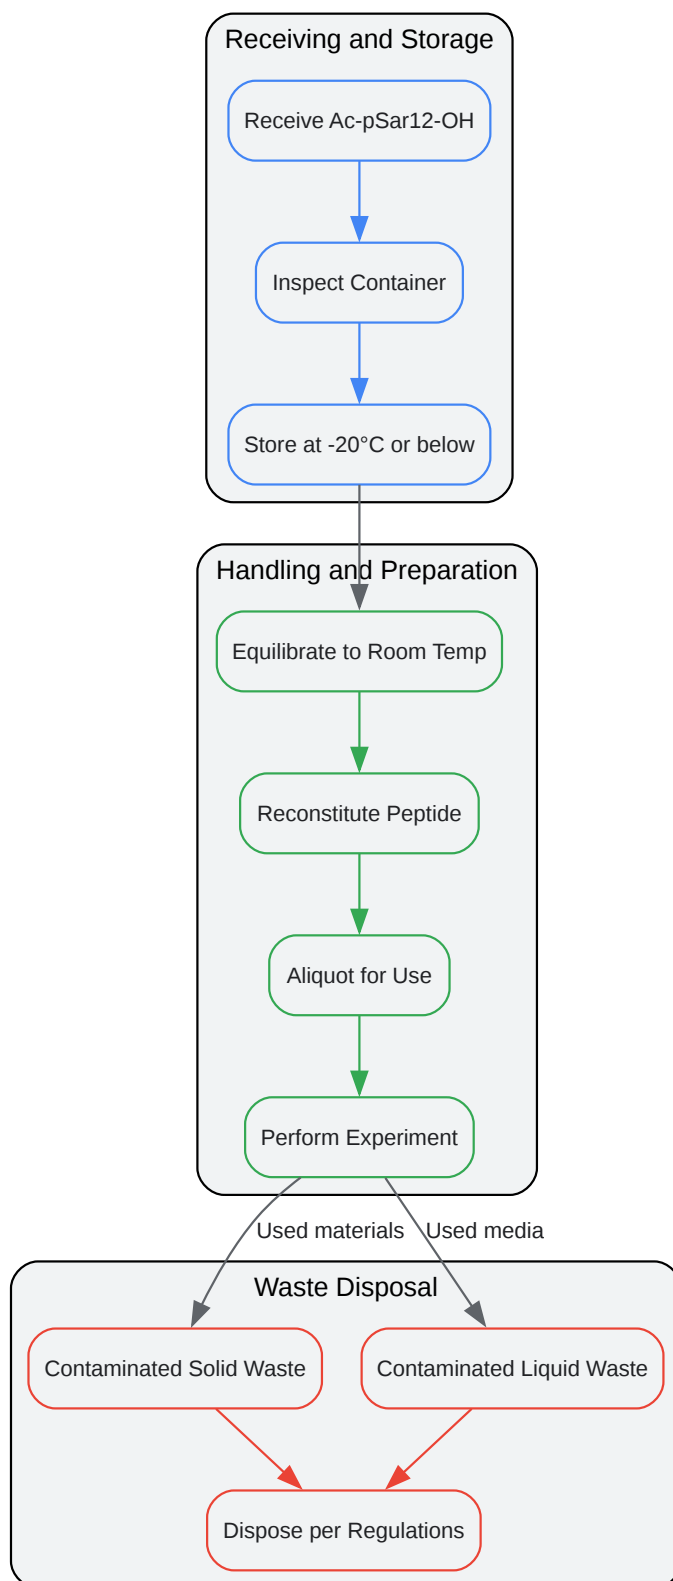 Receiving and Storage
Receive Ac-pSar12-OH
Inspect Container
Store at -20°C or below
Handling and Preparation
Equilibrate to Room Temp
Reconstitute Peptide
Aliquot for Use
Perform Experiment
Used materials
Used media
Waste Disposal
Contaminated Solid Waste
Contaminated Liquid Waste
Dispose per Regulations